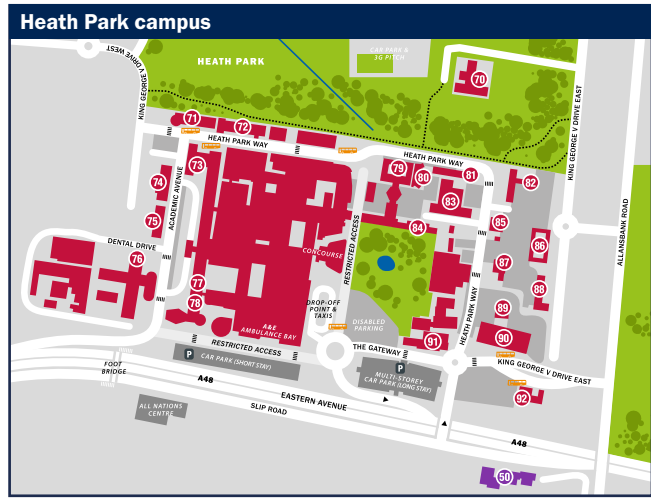 Heath Park campus
CAR PARK &
3G PITCH
KING GEORGE V DRIVE WEST
HEATH PARK
70
71
72
HEATH PARK WAY
HEATH PARK WAY
KING GEORGE V DRIVE EAST
73
79
80
81
82
74
83
ACADEMIC AVENUE
75
84
85
ALLANSBANK ROAD
DENTAL DRIVE
RESTRICTED ACCESS
86
76
CONCOURSE
87
77
88
78
DROP-OFF
POINT &
TAXIS
HEATH PARK WAY
89
A&E
AMBULANCE BAY
DISABLED
PARKING
90
RESTRICTED ACCESS
91
THE GATEWAY
P
CAR PARK (SHORT STAY)
KING GEORGE V DRIVE EAST
FOOT
BRIDGE
P
MULTI-STOREY
CAR PARK (LONG STAY)
A48
92
EASTERN AVENUE
ALL NATIONS
CENTRE
SLIP ROAD
A48
50